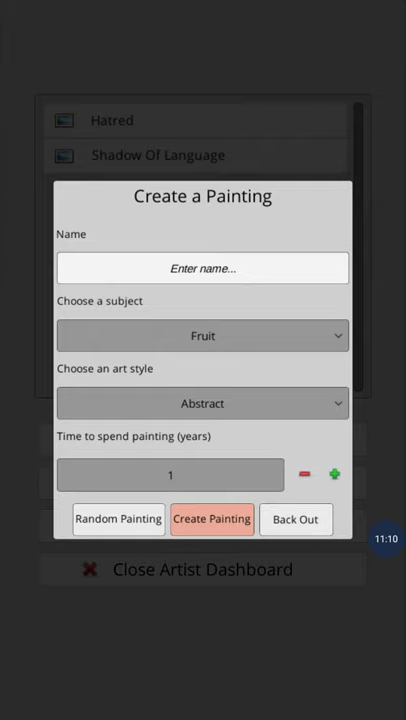 Hatred
Shadow Of Language
Create a Painting
Name
Enter name...
Choose a subject
Fruit
Choose an art style
Abstract
Time to spend painting (years)
1
Random Painting
Create Painting
Back Out
11:10
Close Artist Dashboard